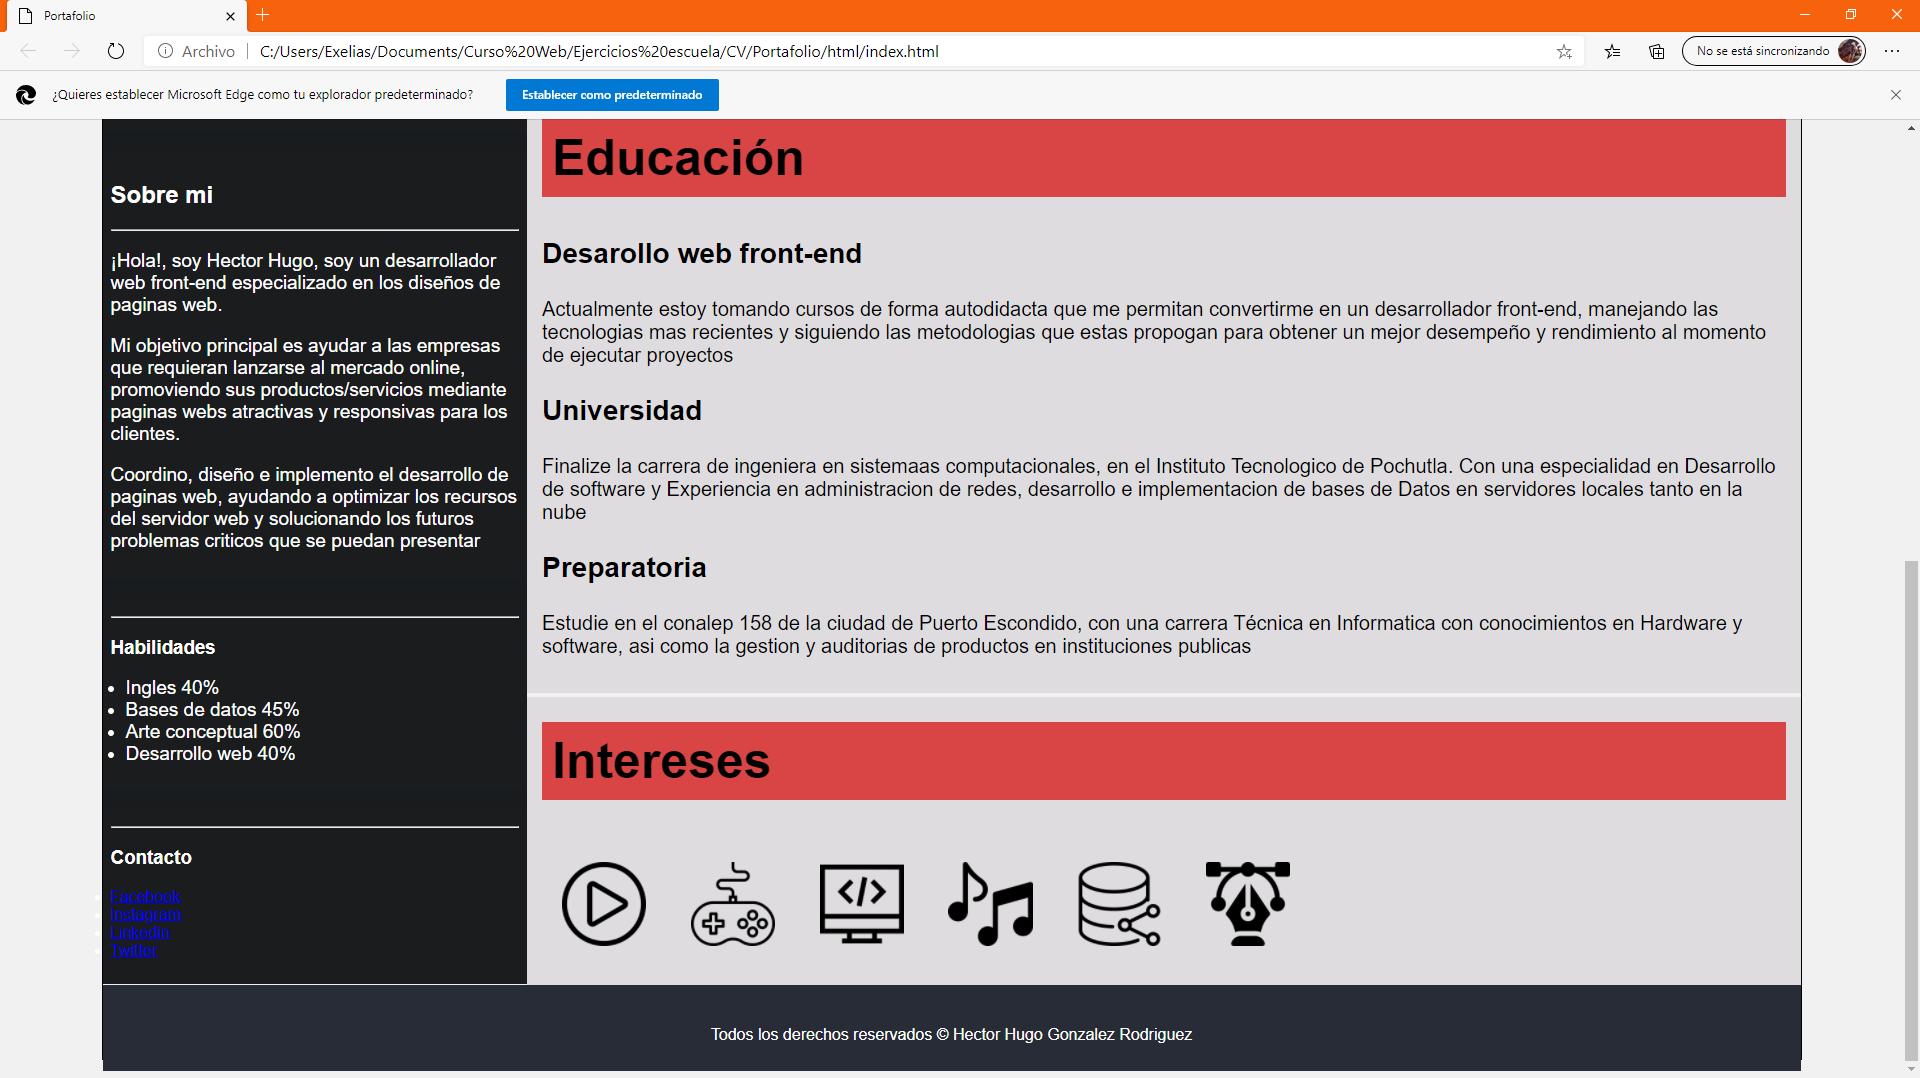 Portafolio
Archivo
C:/Users/Exelias/Documents/Curso%20Web/Ejercicios%20escuela/CV/Portafolio/html/index.html
No se está sincronizando
¿Quieres establecer Microsoft Edge como tu explorador predeterminado?
Establecer como predeterminado
Sobre mi
¡Hola!, soy Hector Hugo, soy un desarrollador
web front-end especializado en los diseños de
paginas web.
Mi objetivo principal es ayudar a las empresas
que requieran lanzarse al mercado online,
promoviendo sus productos/servicios mediante
paginas webs atractivas y responsivas para los
clientes.
Coordino, diseño e implemento el desarrollo de
paginas web, ayudando a optimizar los recursos
del servidor web y solucionando los futuros
problemas criticos que se puedan presentar
Habilidades
Ingles 40%
Bases de datos 45%
Arte conceptual 60%
Desarrollo web 40%
Contacto
Facebook
Instagram
Linkedin
Twitter
Educación
Desarollo web front-end
Actualmente estoy tomando cursos de forma autodidacta que me permitan convertirme en un desarrollador front-end, manejando las
tecnologias mas recientes y siguiendo las metodologias que estas propogan para obtener un mejor desempeño y rendimiento al momento
de ejecutar proyectos
Universidad
Finalize la carrera de ingeniera en sistemaas computacionales, en el Instituto Tecnologico de Pochutla. Con una especialidad en Desarrollo
de software y Experiencia en administracion de redes, desarrollo e implementacion de bases de Datos en servidores locales tanto en la
nube
Preparatoria
Estudie en el conalep 158 de la ciudad de Puerto Escondido, con una carrera Técnica en Informatica con conocimientos en Hardware y
software, asi como la gestion y auditorias de productos en instituciones publicas
Intereses
Todos los derechos reservados © Hector Hugo Gonzalez Rodriguez